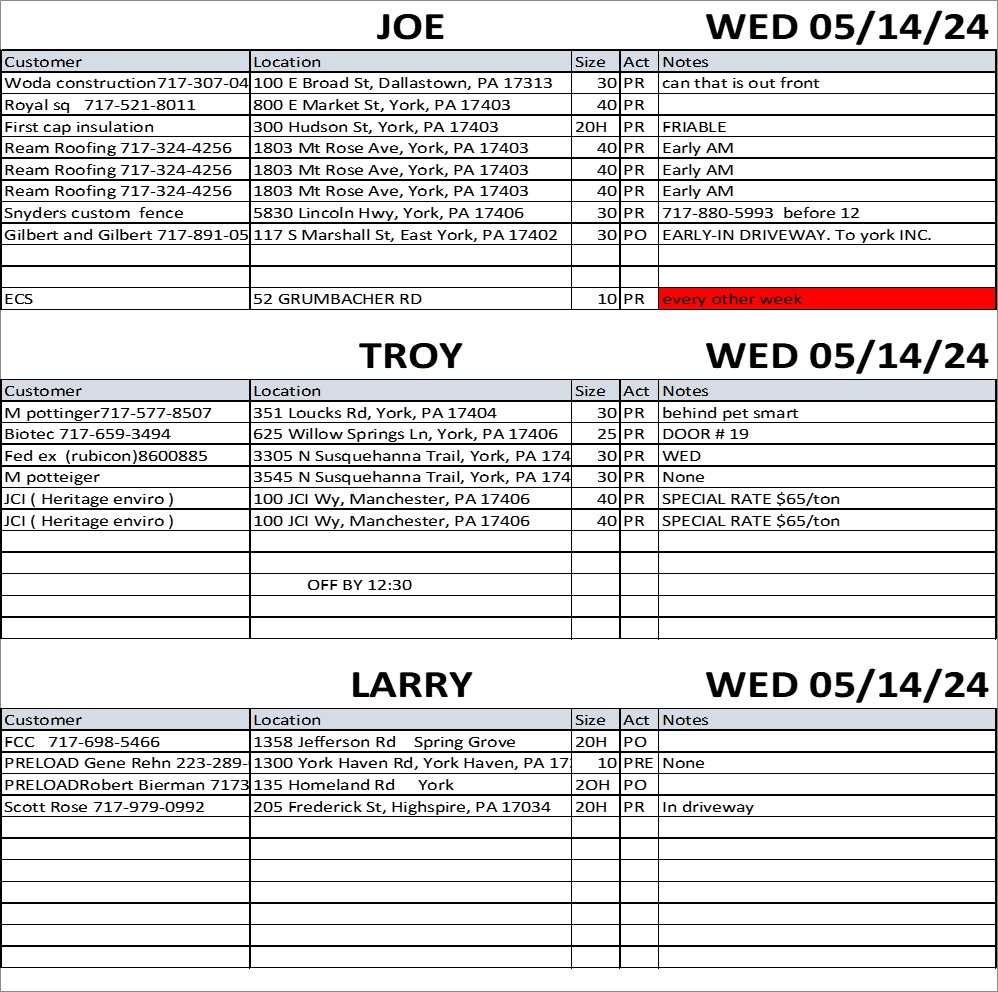 JOE WED 05/14/24
Customer Location Size Act Notes
Woda construction717-307-04 100 E Broad St, Dallastown, PA 17313 30 PR can that is out front
Royal sq 717-521-8011 800 E Market St, York, PA 17403 40 PR
First cap insulation 300 Hudson St, York, PA 17403 20H PR FRIABLE
Ream Roofing 717-324-4256 1803 Mt Rose Ave, York, PA 17403 40 PR Early AM
Ream Roofing 717-324-4256 1803 Mt Rose Ave, York, PA 17403 40 PR Early AM
Ream Roofing 717-324-4256 1803 Mt Rose Ave, York, PA 17403 40 PR Early AM
Snyders custom fence 5830 Lincoln Hwy, York, PA 17406 30 PR 717-880-5993 before 12
Gilbert and Gilbert 717-891-05 117 S Marshall St, East York, PA 17402 30 PO EARLY-IN DRIVEWAY. To york INC.
ECS 52 GRUMBACHER RD 10 PR every other week
TROY WED 05/14/24
Customer Location Size Act Notes
M pottinger717-577-8507 351 Loucks Rd, York, PA 17404 30 PR behind pet smart
Biotec 717-659-3494 625 Willow Springs Ln, York, PA 17406 25 PR DOOR # 19
Fed ex (rubicon)8600885 3305 N Susquehanna Trail, York, PA 174 30 PR WED
M potteiger 3545 N Susquehanna Trail, York, PA 174 30 PR None
JCI ( Heritage enviro ) 100 JCI Wy, Manchester, PA 17406 40 PR SPECIAL RATE $65/ton
JCI ( Heritage enviro ) 100 JCI Wy, Manchester, PA 17406 40 PR SPECIAL RATE $65/ton
OFF BY 12:30
LARRY WED 05/14/24
Customer Location Size Act Notes
FCC 717-698-5466 1358 Jefferson Rd Spring Grove 20H PO
PRELOAD Gene Rehn 223-289- 1300 York Haven Rd, York Haven, PA 17 10 PRE None
PRELOADRobert Bierman 7173 135 Homeland Rd York 2OH PO
Scott Rose 717-979-0992 205 Frederick St, Highspire, PA 17034 20H PR In driveway